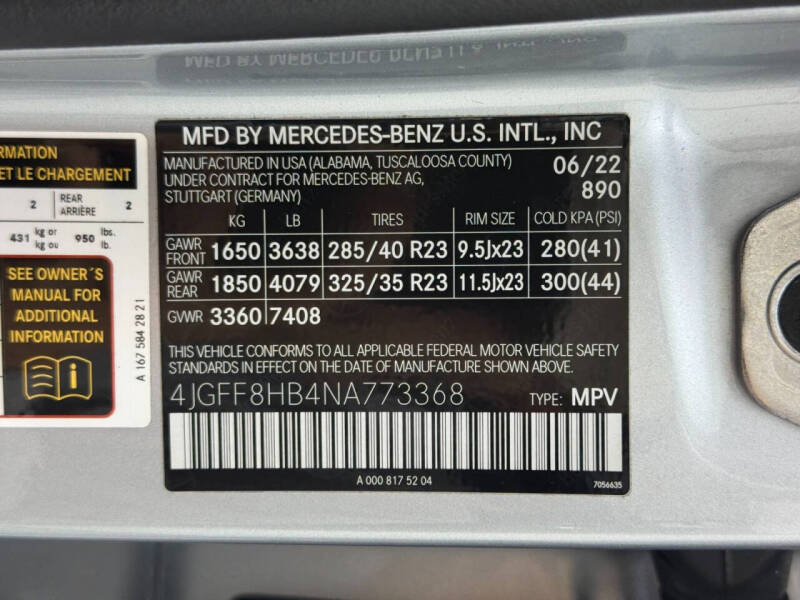 MFD BY MERCEDES-BENZ U.S. INTL., INC
MANUFACTURED IN USA (ALABAMA, TUSCALOOSA COUNTY) 06/22
UNDER CONTRACT FOR MERCEDES-BENZ AG, 890
STUTTGART (GERMANY)
KG LB TIRES RIM SIZE COLD KPA (PSI)
GAWR FRONT 1650 3638 285/40 R23 9.5Jx23 280(41)
GAWR REAR 1850 4079 325/35 R23 11.5Jx23 300(44)
GVWR 3360 7408
THIS VEHICLE CONFORMS TO ALL APPLICABLE FEDERAL MOTOR VEHICLE SAFETY
STANDARDS IN EFFECT ON THE DATE OF MANUFACTURE SHOWN ABOVE.
4JGFF8HB4NA773368 TYPE: MPV
A 000 817 52 04
7056635
RMATION
ET LE CHARGEMENT
2 REAR ARRIÈRE 2
431 kg or kg ou 950 lbs. lb.
SEE OWNER´S
MANUAL FOR
ADDITIONAL
INFORMATION
A 167 584 28 21